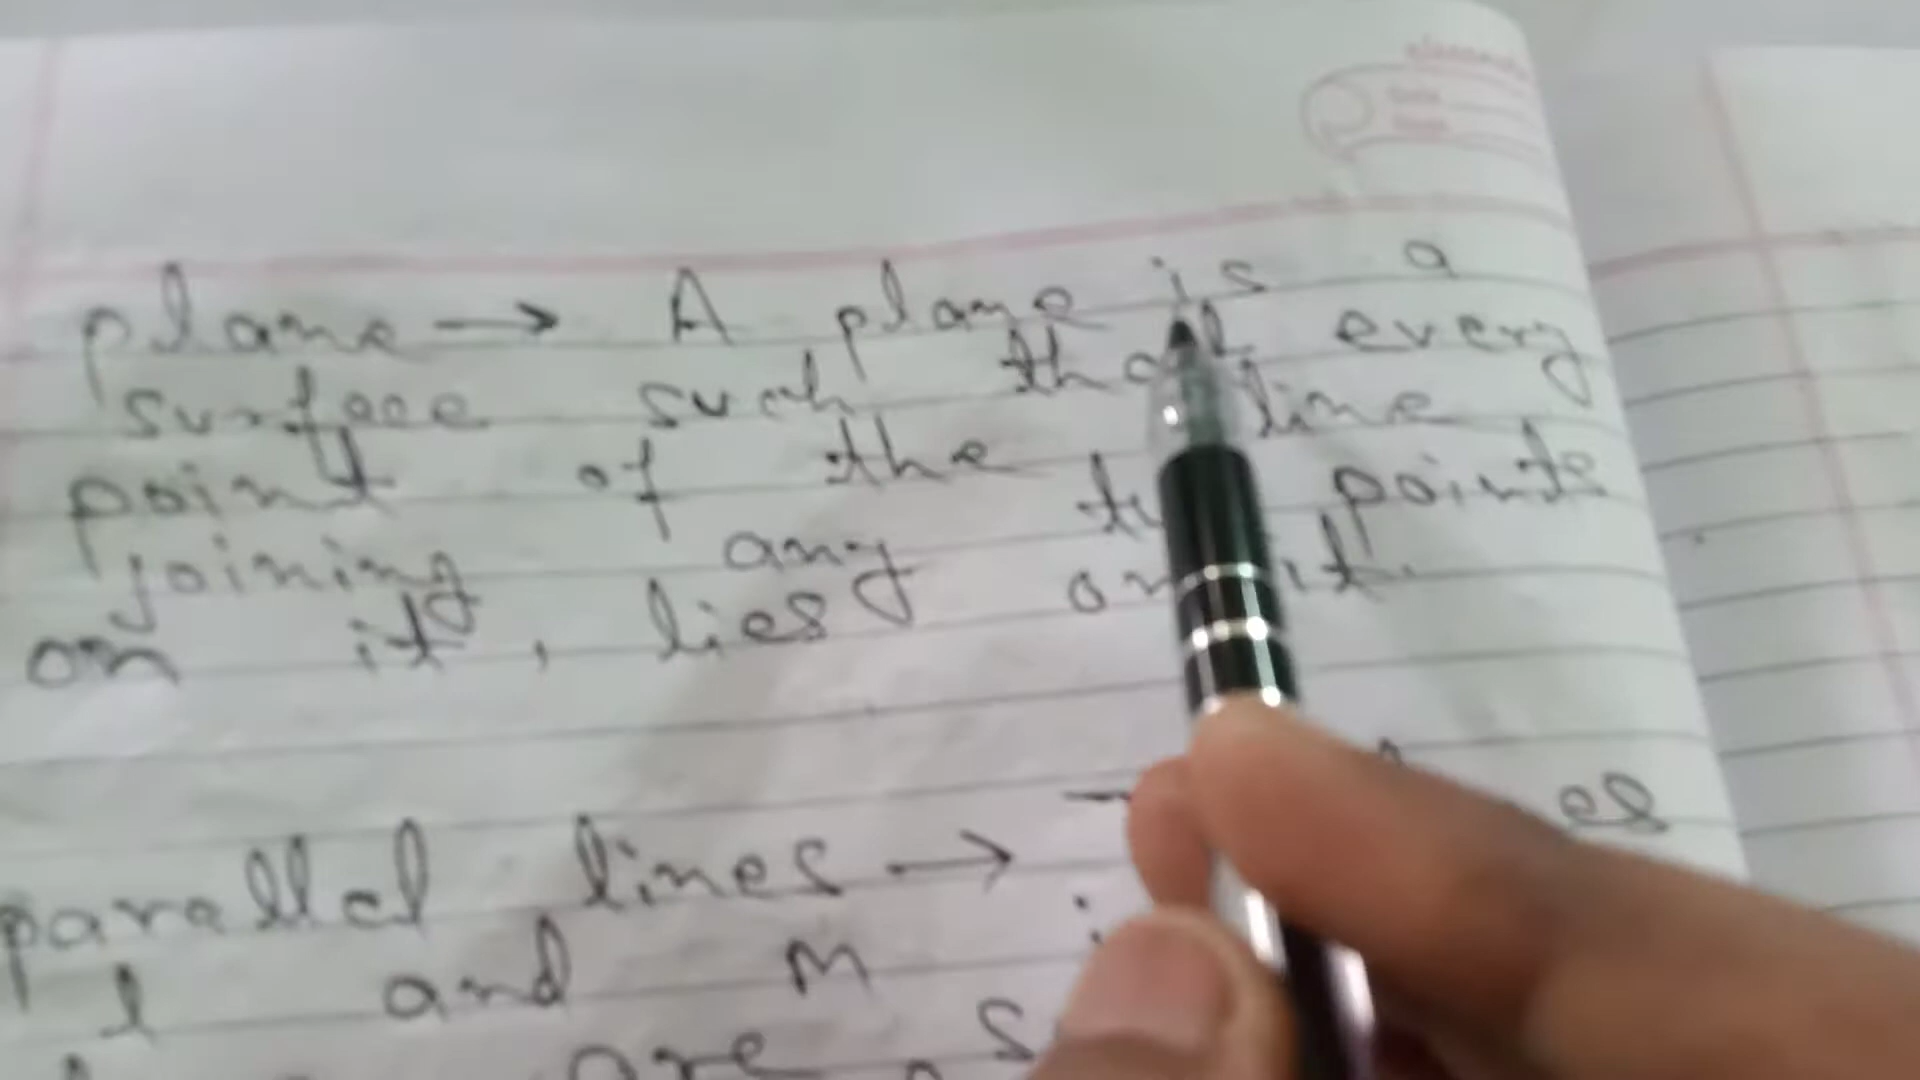 plane → A plane is a
surface such that every
point of the line
joining any points
on it, lies on it.
parallel lines →
l and m
are